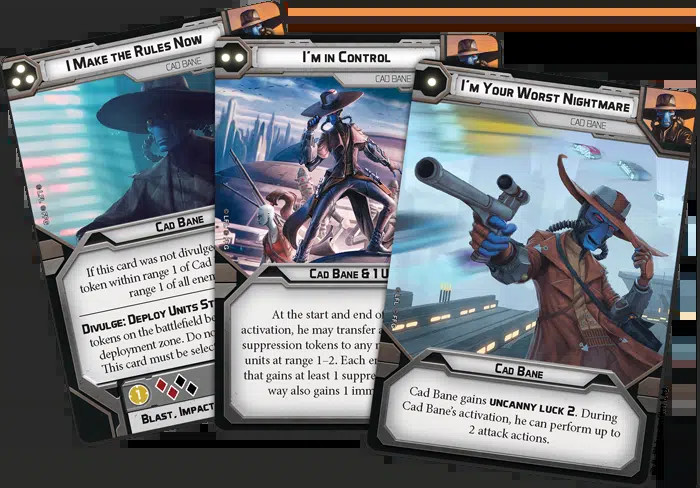 I Make the Rules Now
Cad Bane
Cad Bane
If this card was not divulge
token within range 1 of Cad
range 1 of all ene
Divulge: Deploy Units St
tokens on the battlefield be
deployment zone. Do no
This card must be selec
1
Blast, Impact
I'm in Control
Cad Bane
Cad Bane & 1 U
At the start and end of
activation, he may transfer a
suppression tokens to any
units at range 1–2. Each en
that gains at least 1 suppre
way also gains 1 imm
I'm Your Worst Nightmare
Cad Bane
Cad Bane
Cad Bane gains uncanny luck 2. During
Cad Bane's activation, he can perform up to
2 attack actions.